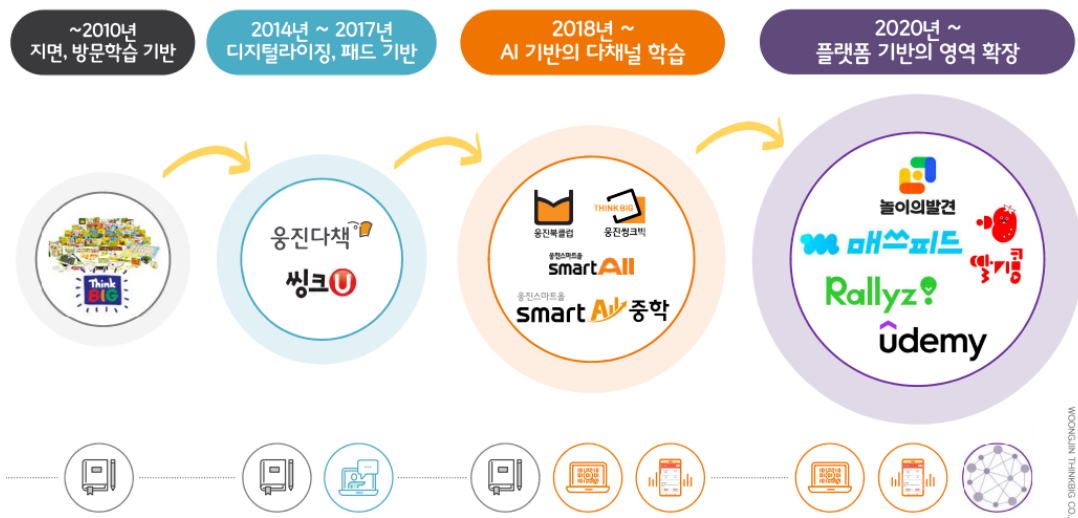 ~2010년
지면, 방문학습 기반
2014년 ~ 2017년
디지털라이징, 패드 기반
2018년 ~
AI 기반의 다채널 학습
2020년 ~
플랫폼 기반의 영역 확장
Think
BIG
웅진다책
씽크U
웅진북클럽
THINK BIG
웅진씽크빅
웅진스마트올
smartAll
웅진스마트올
smart All 중학
놀이의발견
매쓰피드
딸기콩
Rallyz
udemy
WOONGJIN THINKBIG CO.,